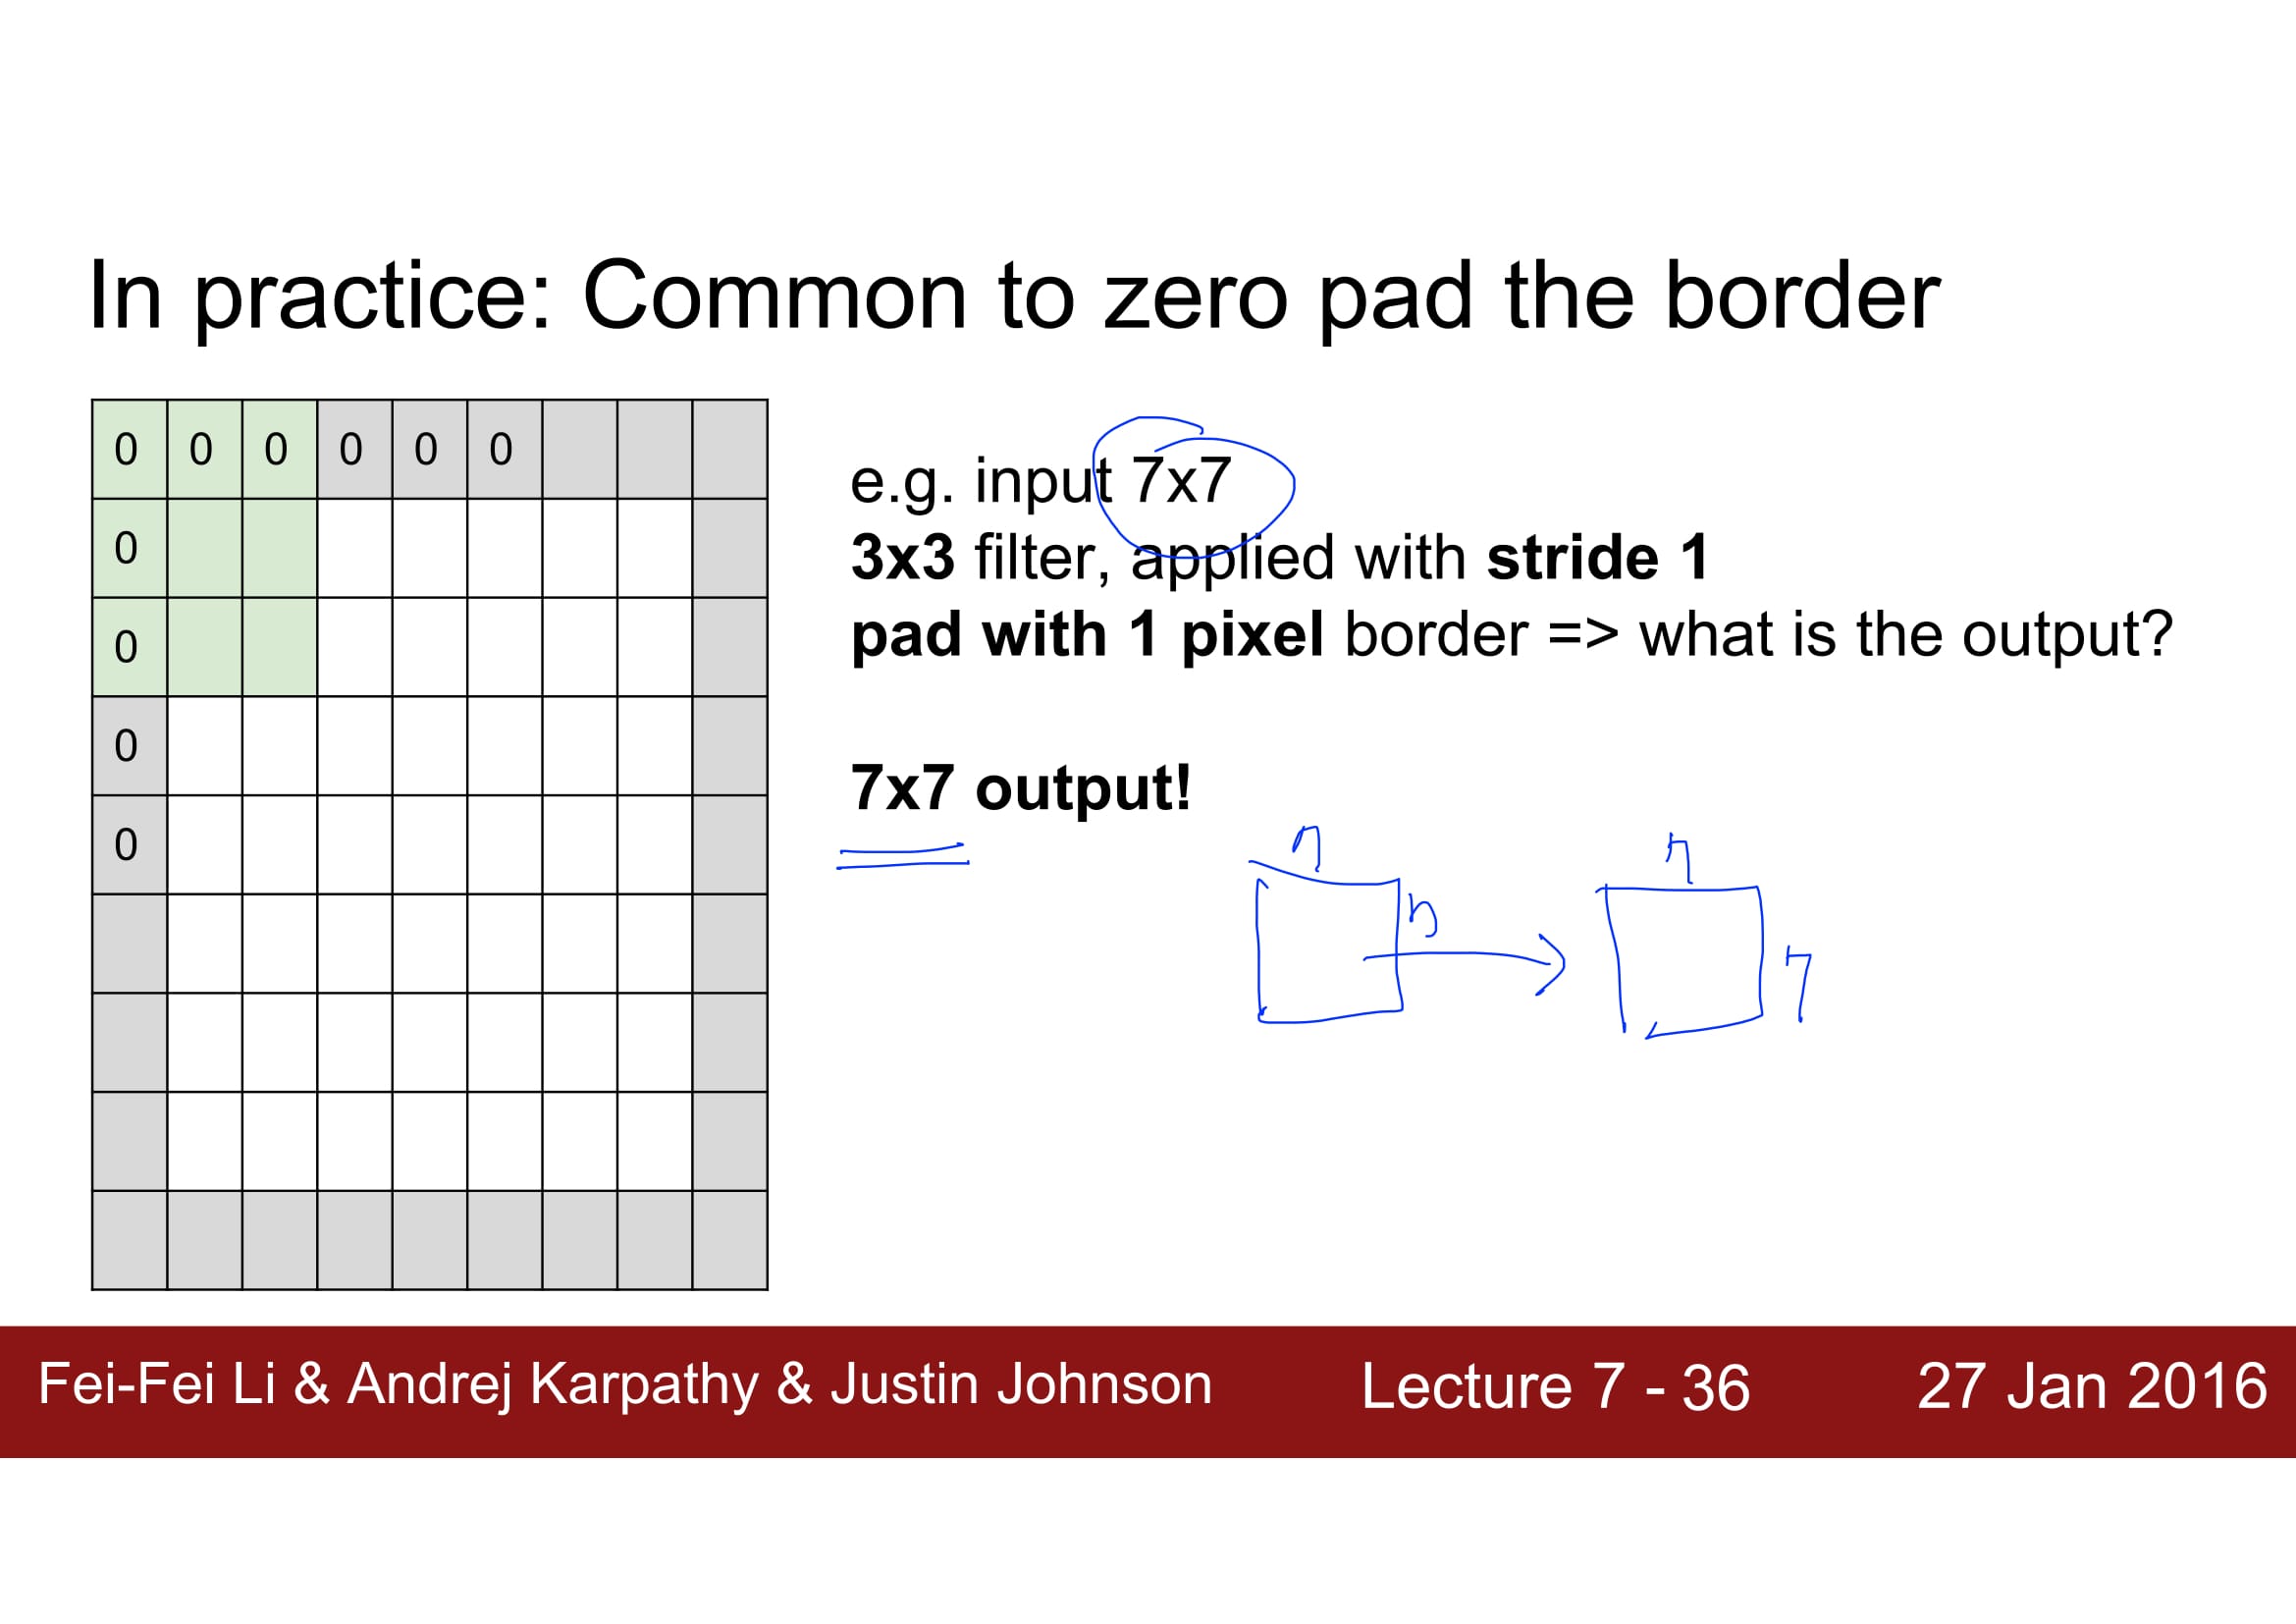 In practice: Common to zero pad the border
0 0 0 0 0 0
0
0
0
0
e.g. input 7x7
3x3 filter, applied with stride 1
pad with 1 pixel border => what is the output?
7x7 output!
7
7
7
7
Fei-Fei Li & Andrej Karpathy & Justin Johnson
Lecture 7 - 36
27 Jan 2016